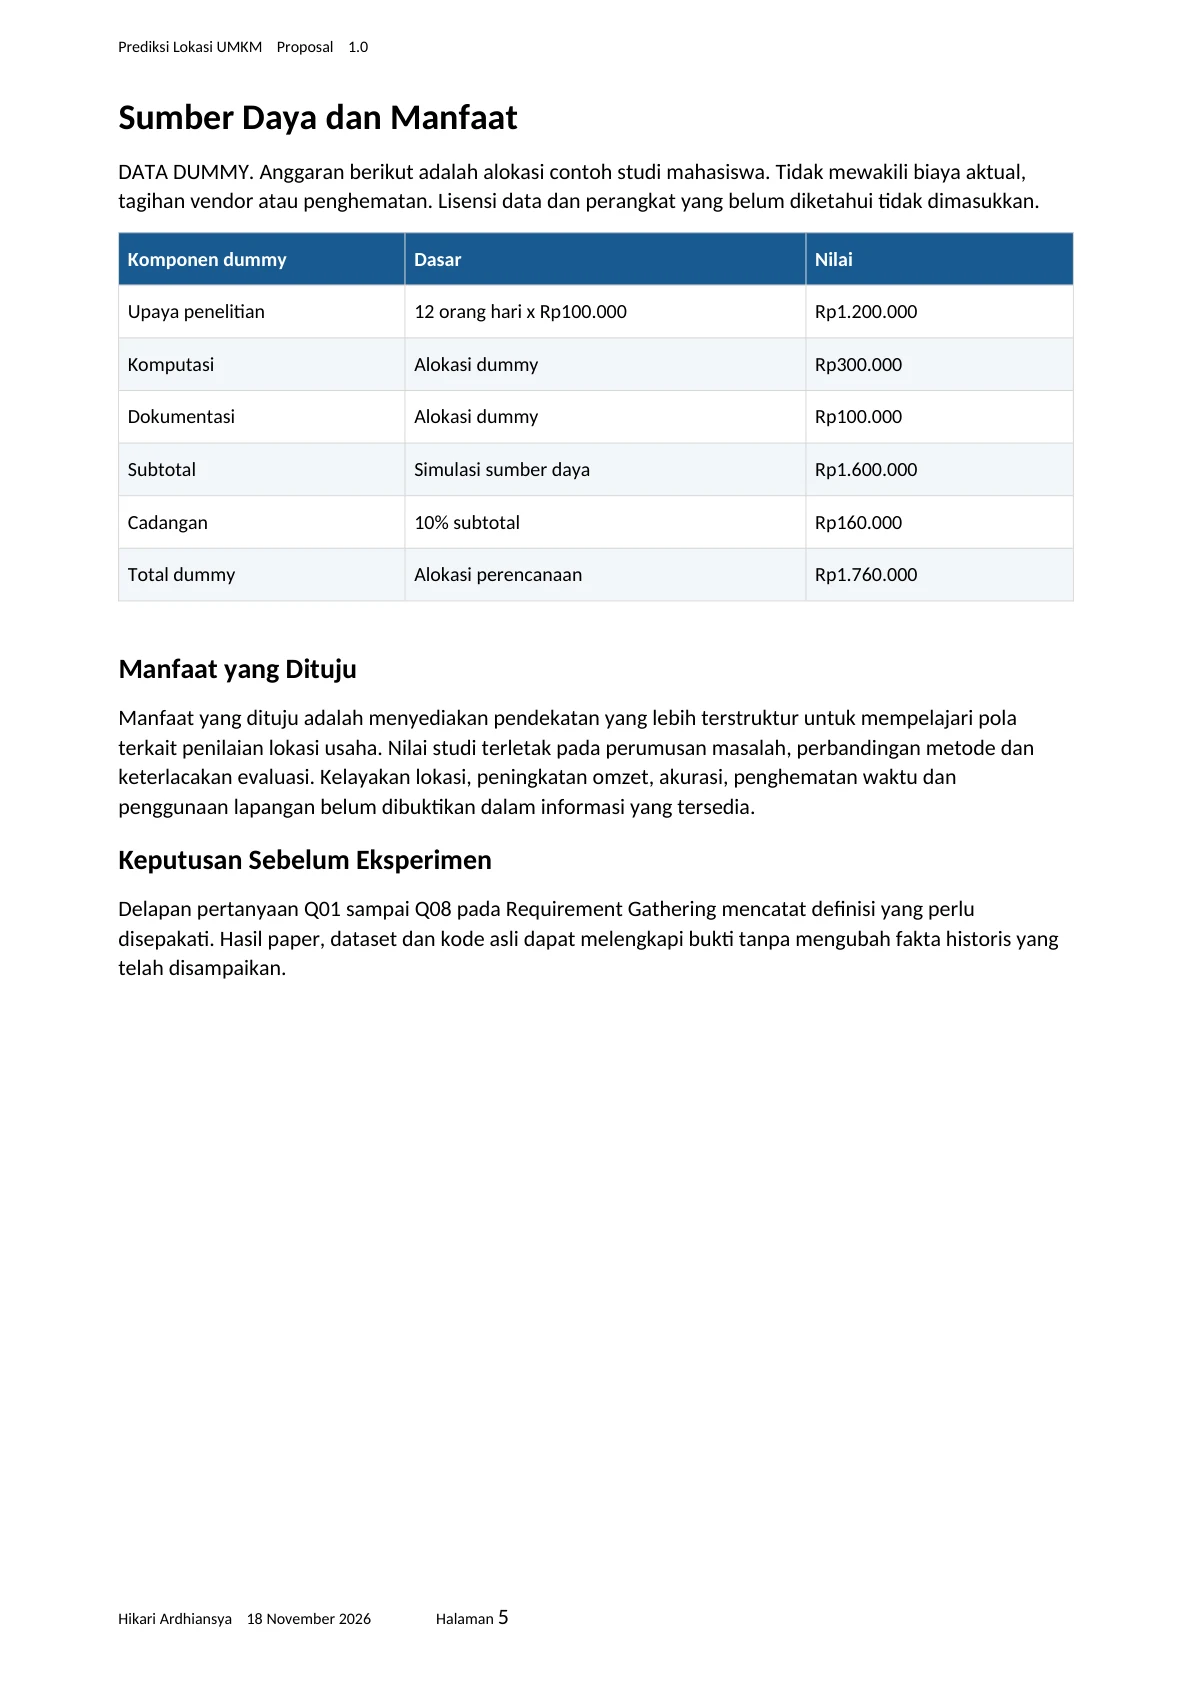 Prediksi Lokasi UMKM Proposal 1.0
Sumber Daya dan Manfaat
DATA DUMMY. Anggaran berikut adalah alokasi contoh studi mahasiswa. Tidak mewakili biaya aktual,
tagihan vendor atau penghematan. Lisensi data dan perangkat yang belum diketahui tidak dimasukkan.
Komponen dummy Dasar Nilai
Upaya penelitian 12 orang hari x Rp100.000 Rp1.200.000
Komputasi Alokasi dummy Rp300.000
Dokumentasi Alokasi dummy Rp100.000
Subtotal Simulasi sumber daya Rp1.600.000
Cadangan 10% subtotal Rp160.000
Total dummy Alokasi perencanaan Rp1.760.000
Manfaat yang Dituju
Manfaat yang dituju adalah menyediakan pendekatan yang lebih terstruktur untuk mempelajari pola
terkait penilaian lokasi usaha. Nilai studi terletak pada perumusan masalah, perbandingan metode dan
keterlacakan evaluasi. Kelayakan lokasi, peningkatan omzet, akurasi, penghematan waktu dan
penggunaan lapangan belum dibuktikan dalam informasi yang tersedia.
Keputusan Sebelum Eksperimen
Delapan pertanyaan Q01 sampai Q08 pada Requirement Gathering mencatat definisi yang perlu
disepakati. Hasil paper, dataset dan kode asli dapat melengkapi bukti tanpa mengubah fakta historis yang
telah disampaikan.
Hikari Ardhiansya 18 November 2026 Halaman 5